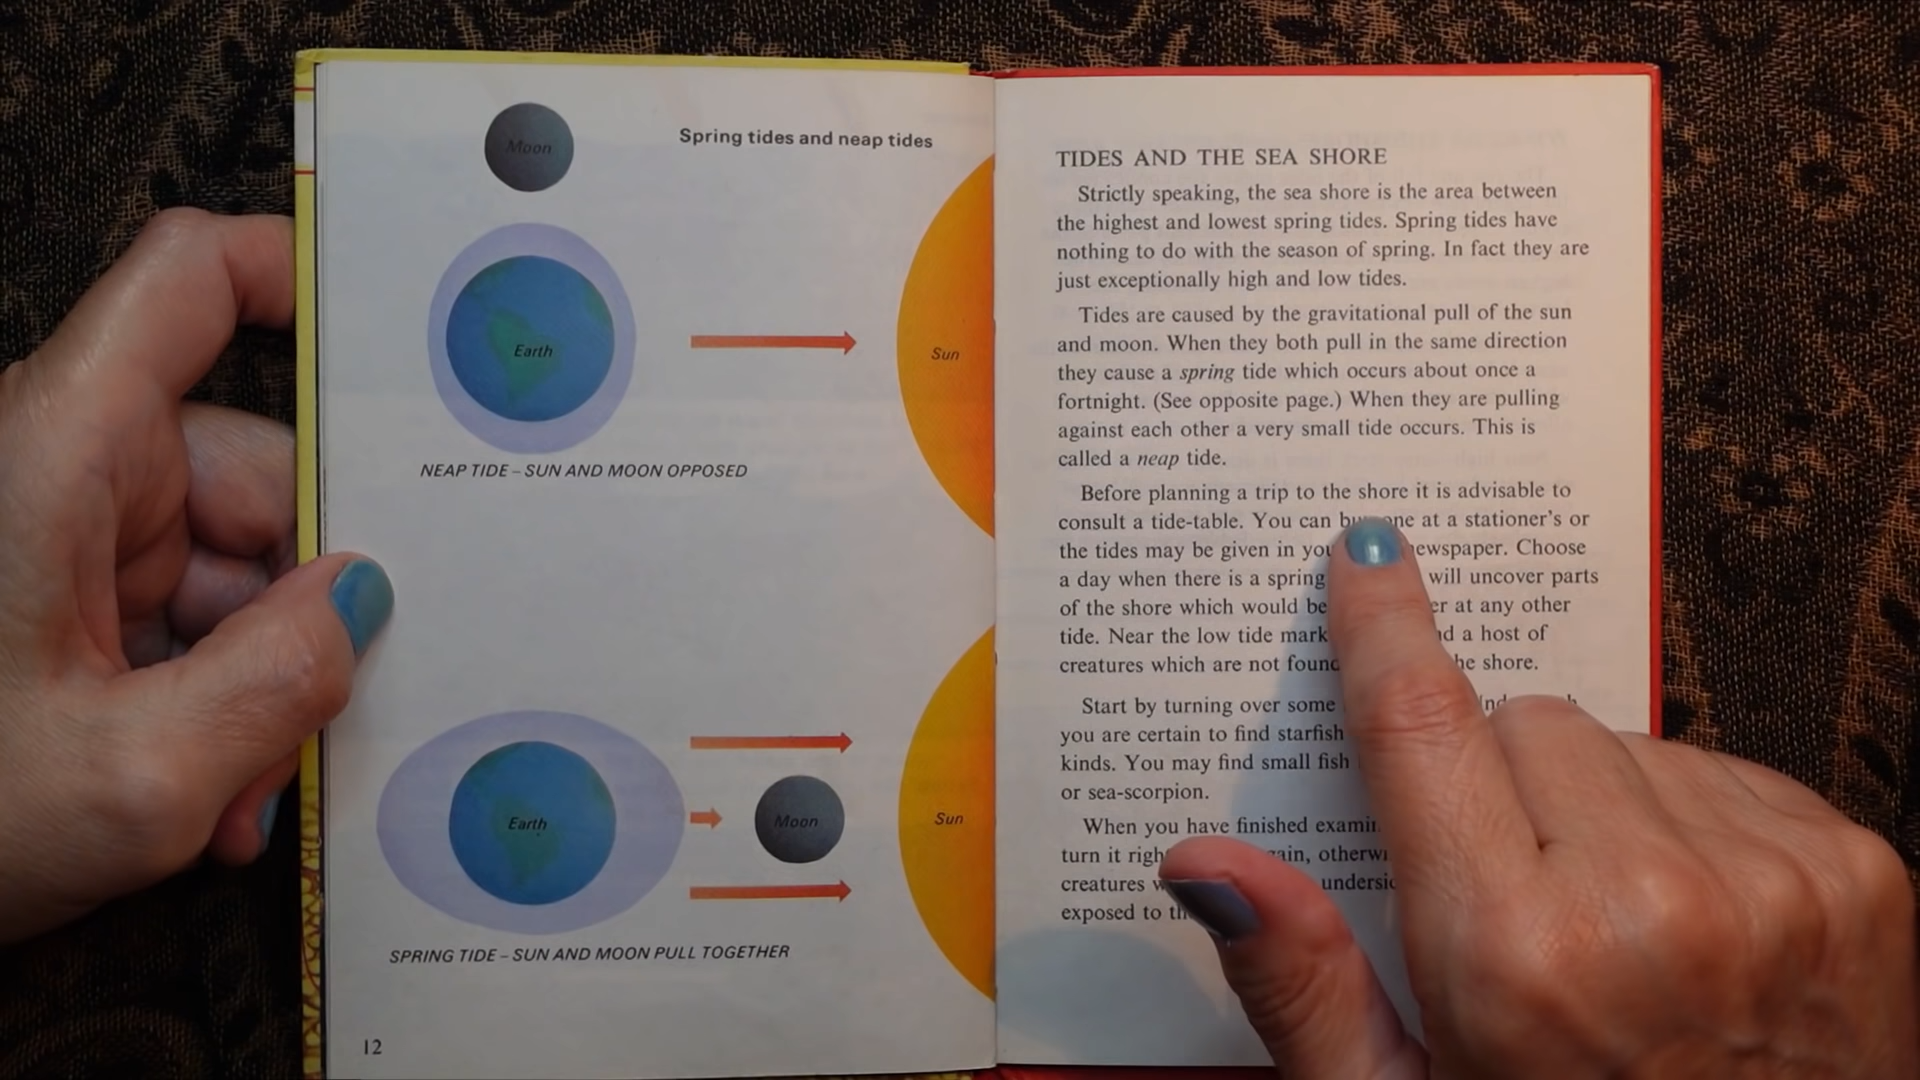 Moon
Spring tides and neap tides
Earth
Sun
NEAP TIDE – SUN AND MOON OPPOSED
Earth
Moon
Sun
SPRING TIDE – SUN AND MOON PULL TOGETHER
12
TIDES AND THE SEA SHORE
Strictly speaking, the sea shore is the area between
the highest and lowest spring tides. Spring tides have
nothing to do with the season of spring. In fact they are
just exceptionally high and low tides.
Tides are caused by the gravitational pull of the sun
and moon. When they both pull in the same direction
they cause a spring tide which occurs about once a
fortnight. (See opposite page.) When they are pulling
against each other a very small tide occurs. This is
called a neap tide.
Before planning a trip to the shore it is advisable to
consult a tide-table. You can at a stationer's or
the tides may be given in Choose
a day when there is a spring will uncover parts
of the shore which would be at any other
tide. Near the low tide mark a host of
creatures which are not shore.
Start by turning over some
you are certain to find starfish
kinds. You may find small fish
or sea-scorpion.
When you have finished
turn it
creatures
exposed to